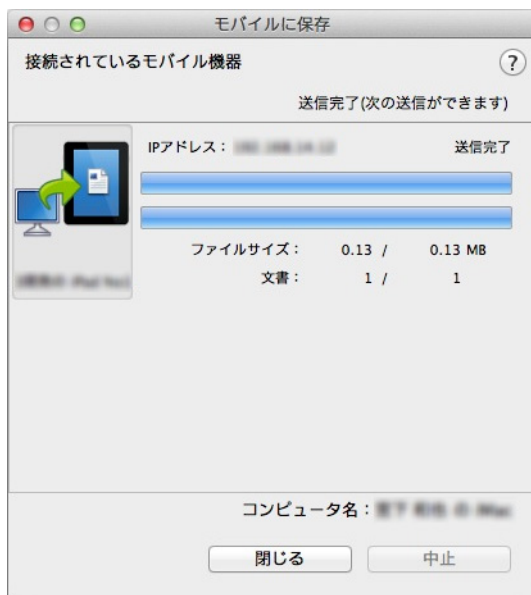 モバイルに保存
接続されているモバイル機器
?
送信完了(次の送信ができます)
IPアドレス: 送信完了
ファイルサイズ: 0.13 / 0.13 MB
文書: 1 / 1
コンピュータ名:
閉じる 中止